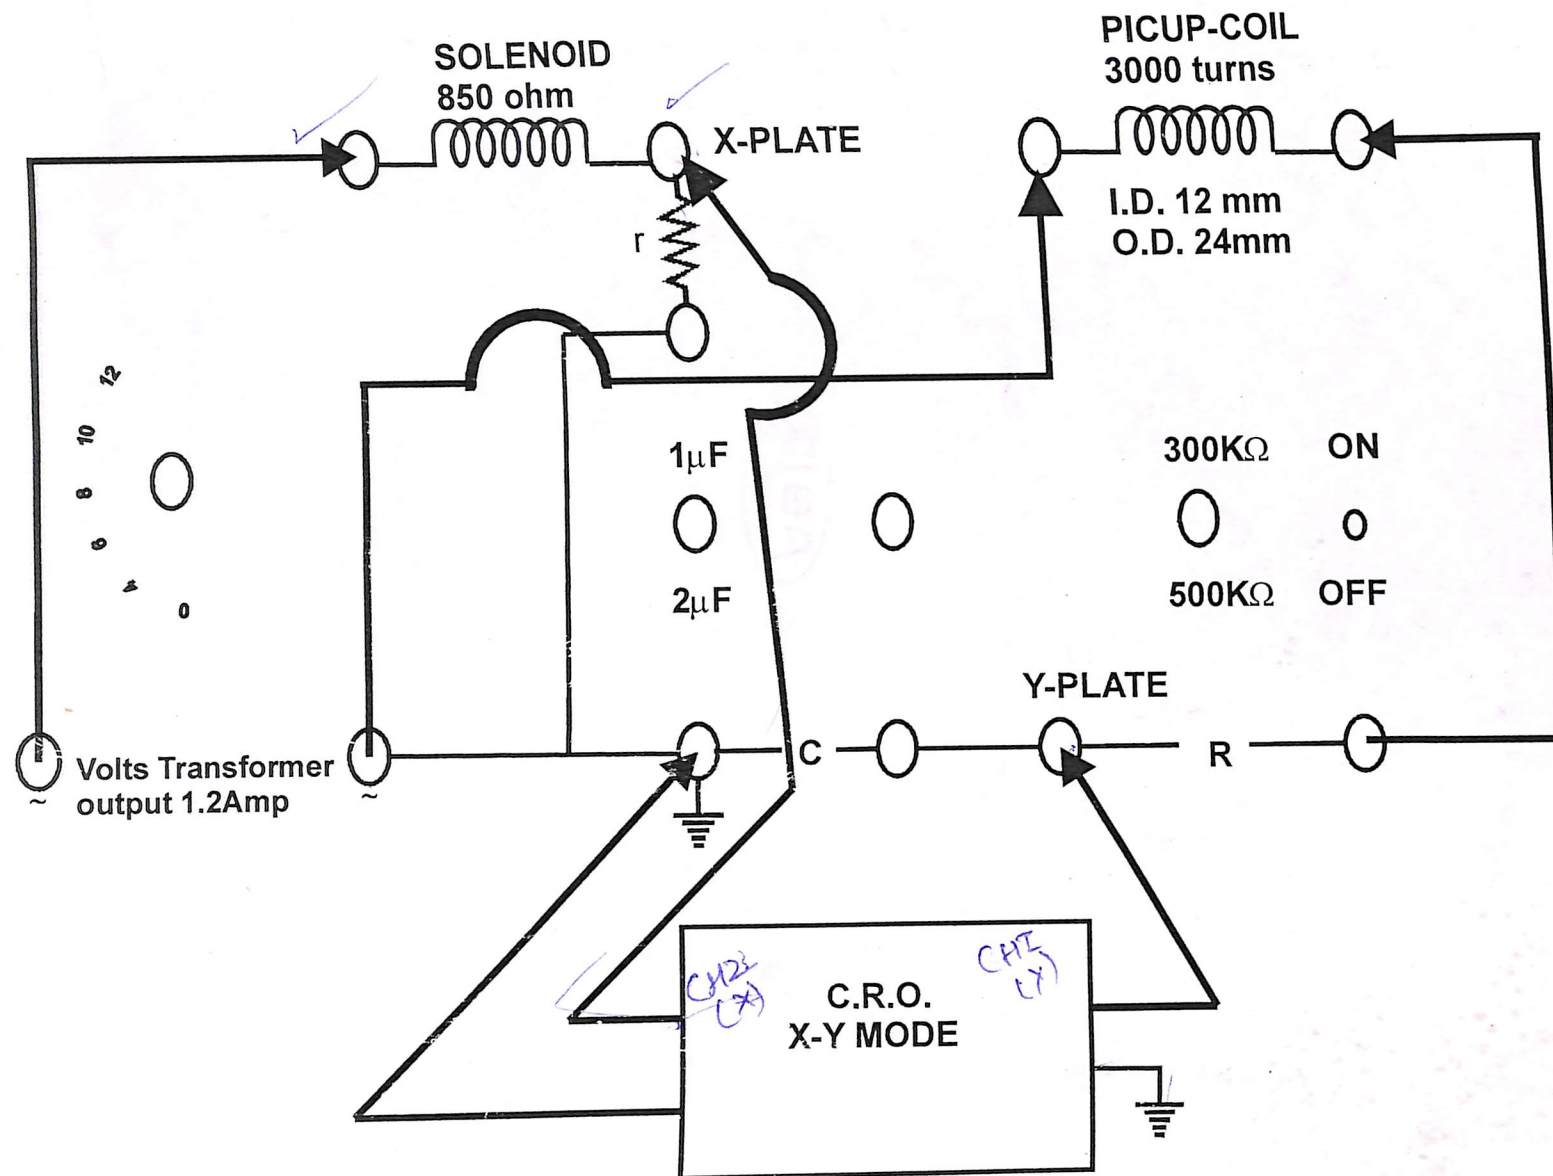 SOLENOID
850 ohm
PICUP-COIL
3000 turns
X-PLATE
I.D. 12 mm
O.D. 24mm
r
12
10
8
6
4
0
1μF
2μF
300KΩ
ON
500KΩ
OFF
Y-PLATE
Volts Transformer
output 1.2Amp
~
~
C
R
CH2
(X)
CHI
(Y)
C.R.O.
X-Y MODE